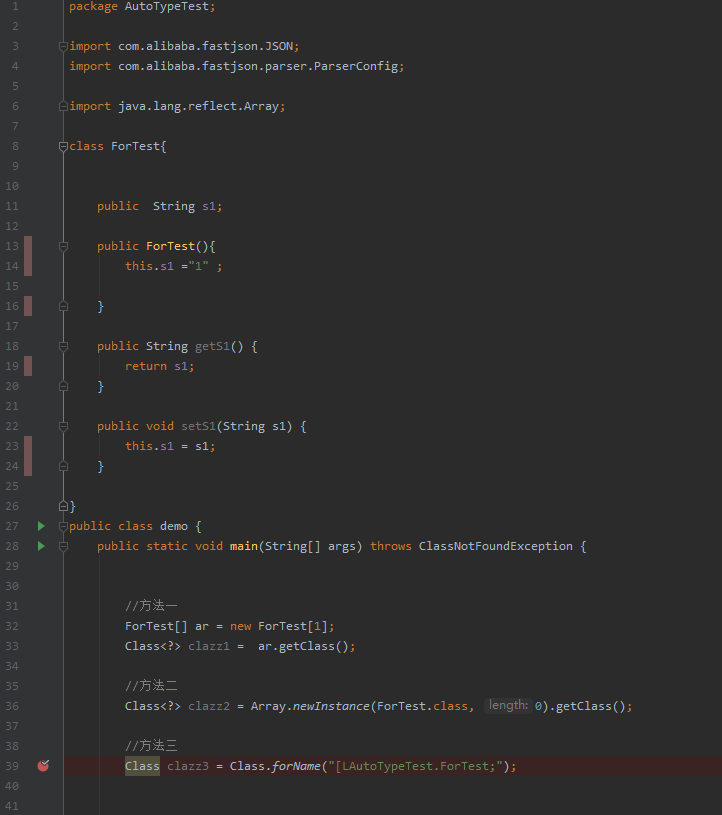 1 package AutoTypeTest;
2
3 import com.alibaba.fastjson.JSON;
4 import com.alibaba.fastjson.parser.ParserConfig;
5
6 import java.lang.reflect.Array;
7
8 class ForTest{
9
10
11 public  String s1;
12
13 public ForTest(){
14 this.s1 ="1" ;
15
16 }
17
18 public String getS1() {
19 return s1;
20 }
21
22 public void setS1(String s1) {
23 this.s1 = s1;
24 }
25
26 }
27 public class demo {
28 public static void main(String[] args) throws ClassNotFoundException {
29
30
31 //方法一
32 ForTest[] ar = new ForTest[1];
33 Class<?> clazz1 =  ar.getClass();
34
35 //方法二
36 Class<?> clazz2 = Array.newInstance(ForTest.class, length: 0).getClass();
37
38 //方法三
39 Class clazz3 = Class.forName("[LAutoTypeTest.ForTest;");
40
41